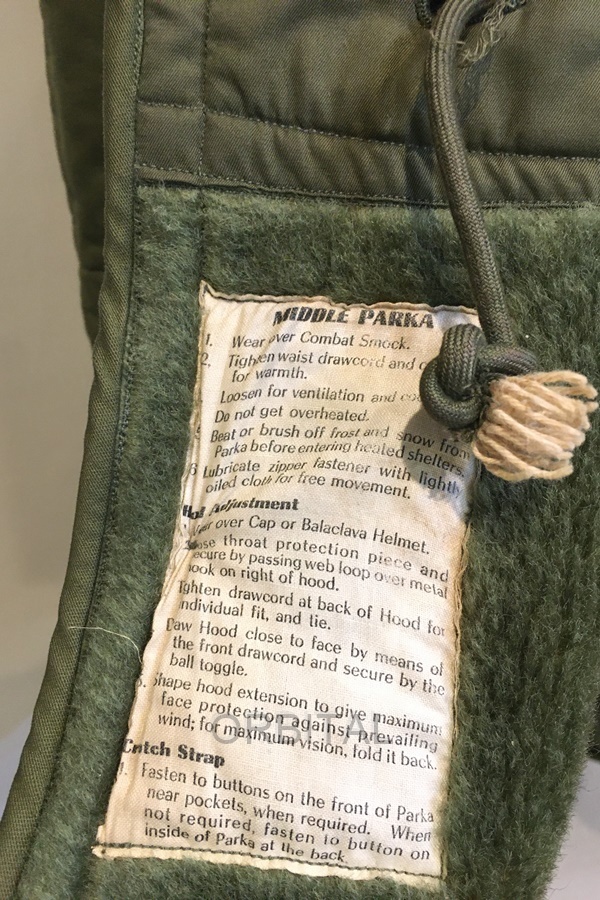 MIDDLE PARKA
1. Wear over Combat Smock.
2. Tighten waist drawcord and
for warmth.
Loosen for ventilation and
Do not get overheated.
Beat or brush off frost and snow from
Parka before entering heated shelters.
6 Lubricate zipper fastener with lightly
oiled cloth for free movement.
Adjustment
over Cap or Balaclava Helmet.
throat protection piece and
ecure by passing web loop over metal
ook on right of hood.
Tighten drawcord at back of Hood for
individual fit, and tie.
Daw Hood close to face by means of
the front drawcord and secure by the
ball toggle.
5. Shape hood extension to give maximum
face protection against prevailing
wind; for maximum vision, fold it back.
ORBITAL
Crotch Strap
1. Fasten to buttons on the front of Parka
near pockets, when required. When
not required, fasten to button on
inside of Parka at the back.